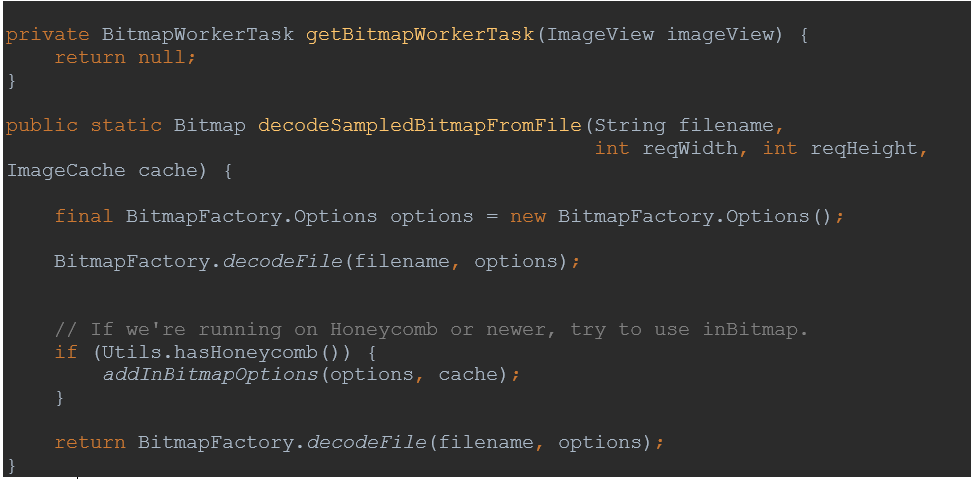 private BitmapWorkerTask getBitmapWorkerTask(ImageView imageView) {
    return null;
}
public static Bitmap decodeSampledBitmapFromFile(String filename,
                                                 int reqWidth, int reqHeight,
ImageCache cache) {
    final BitmapFactory.Options options = new BitmapFactory.Options();
    BitmapFactory.decodeFile(filename, options);
    // If we're running on Honeycomb or newer, try to use inBitmap.
    if (Utils.hasHoneycomb()) {
        addInBitmapOptions(options, cache);
    }
    return BitmapFactory.decodeFile(filename, options);
}